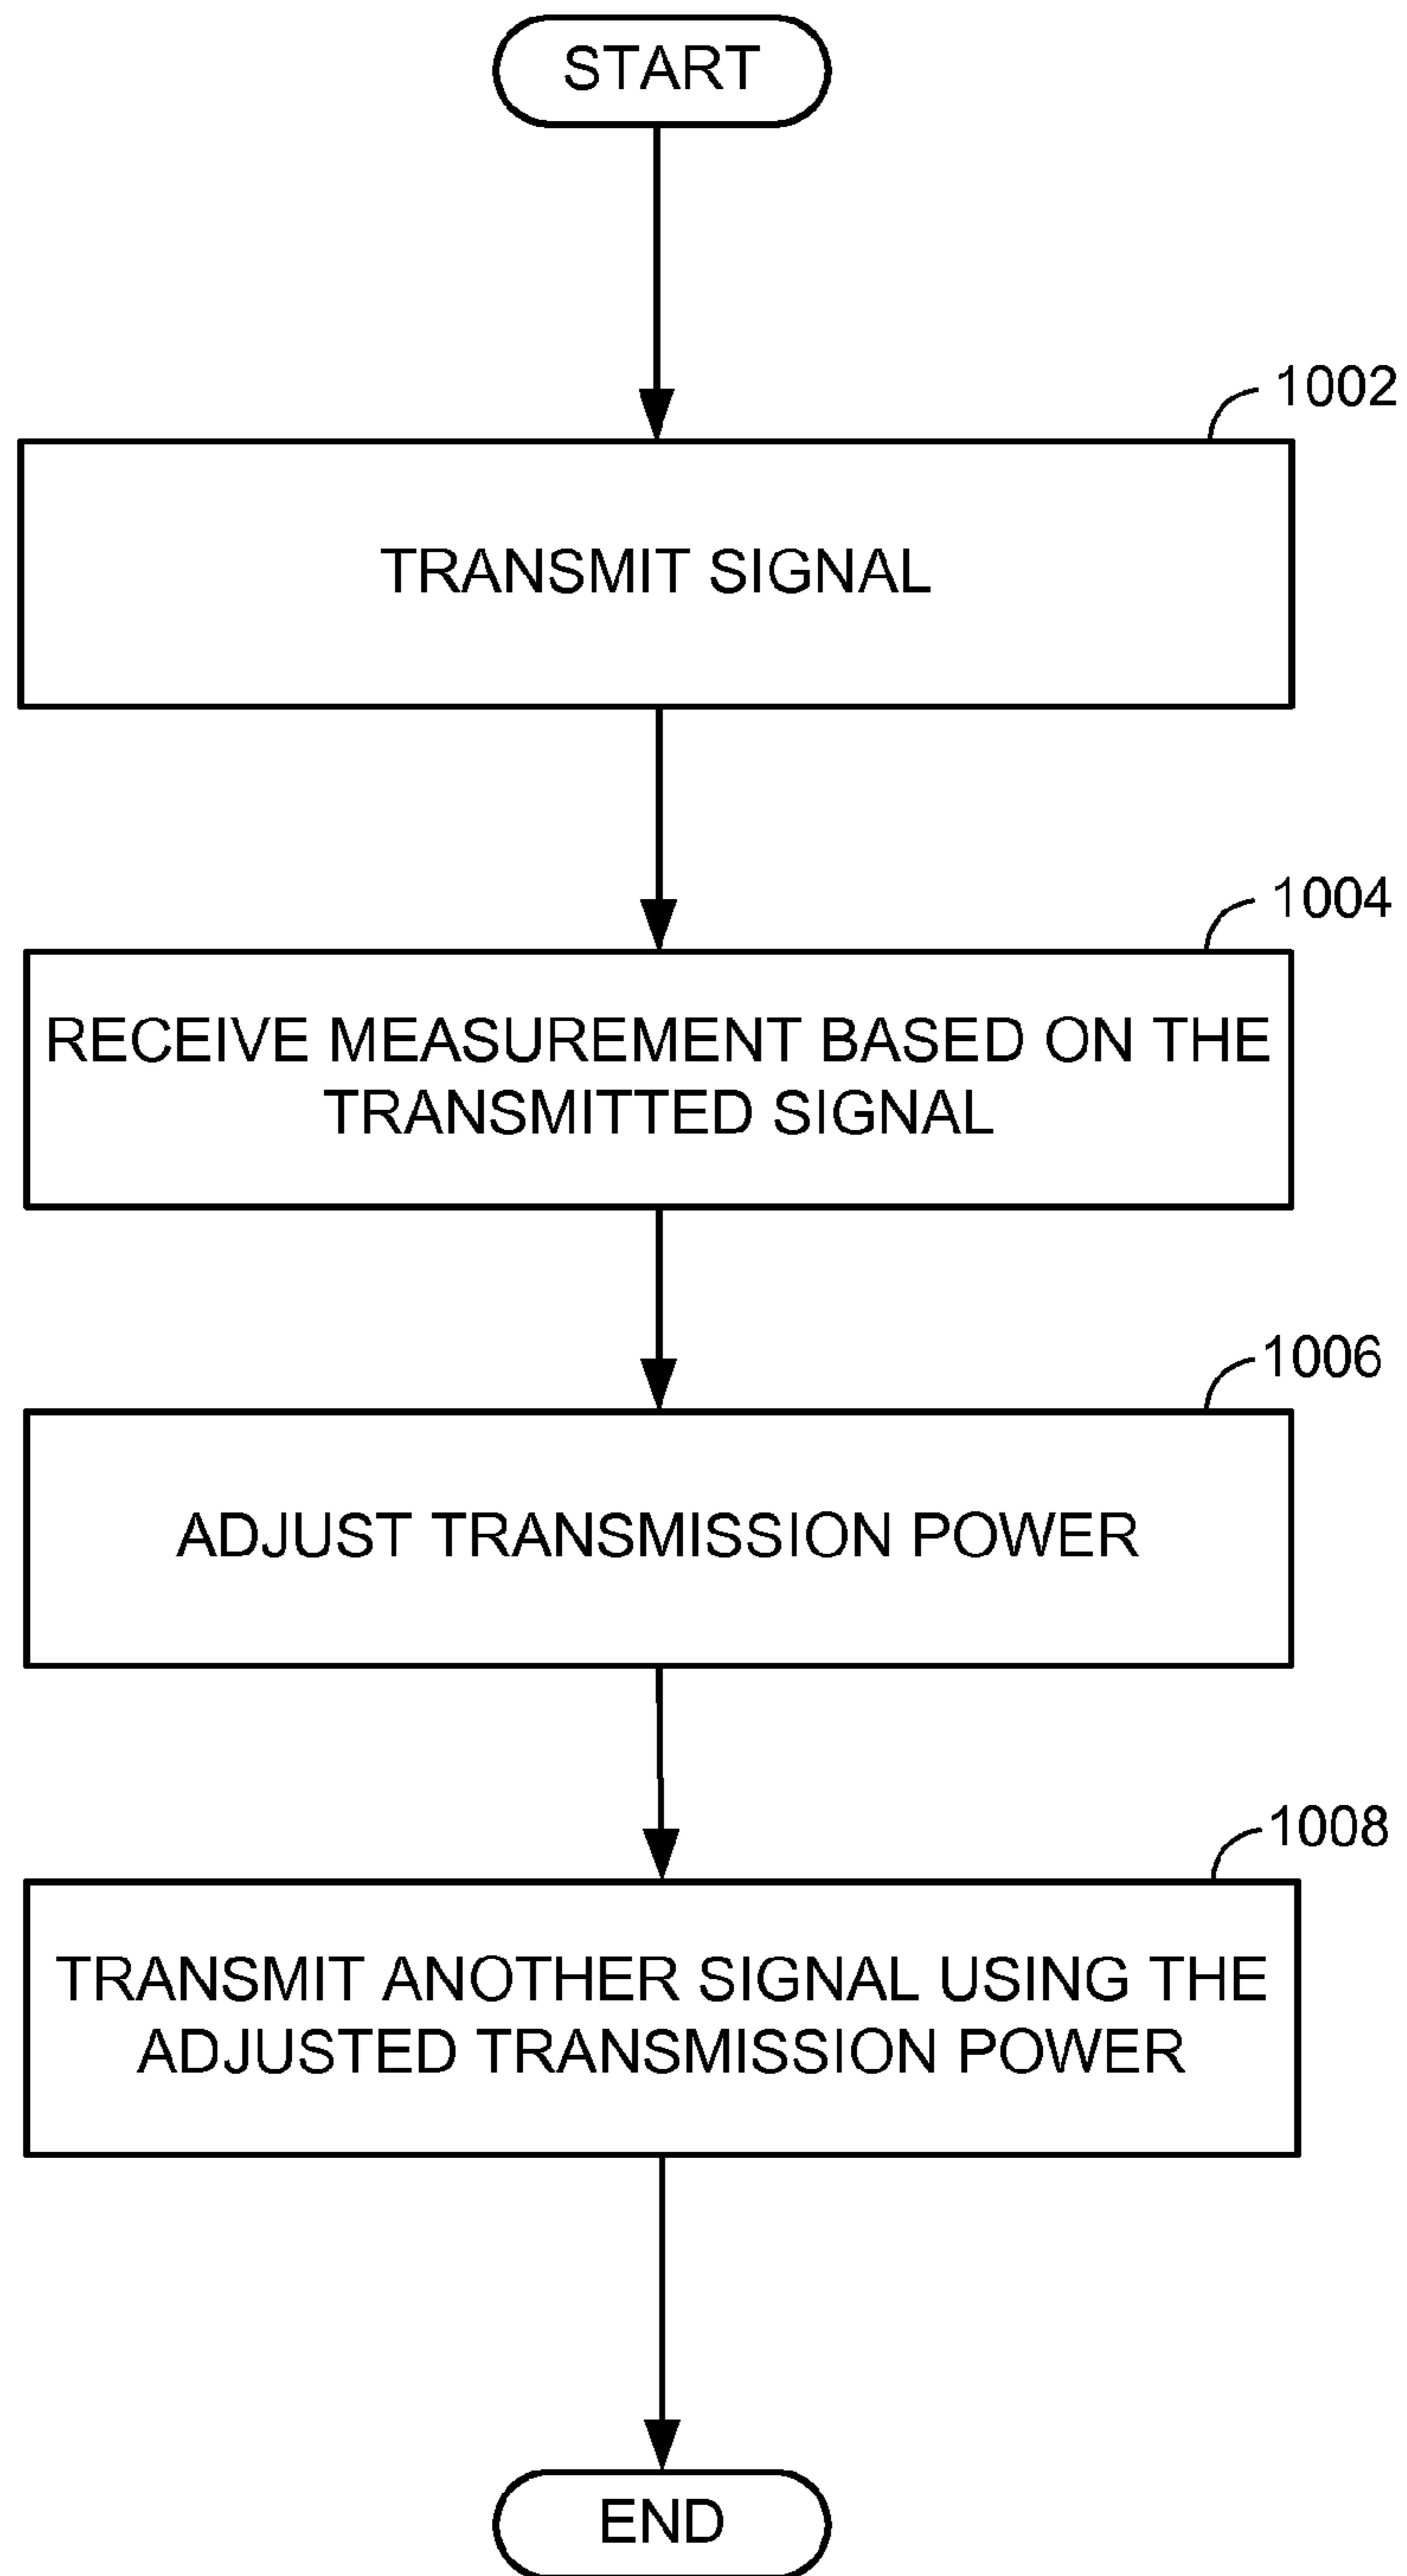 START
1002
TRANSMIT SIGNAL
1004
RECEIVE MEASUREMENT BASED ON THE
TRANSMITTED SIGNAL
1006
ADJUST TRANSMISSION POWER
1008
TRANSMIT ANOTHER SIGNAL USING THE
ADJUSTED TRANSMISSION POWER
END